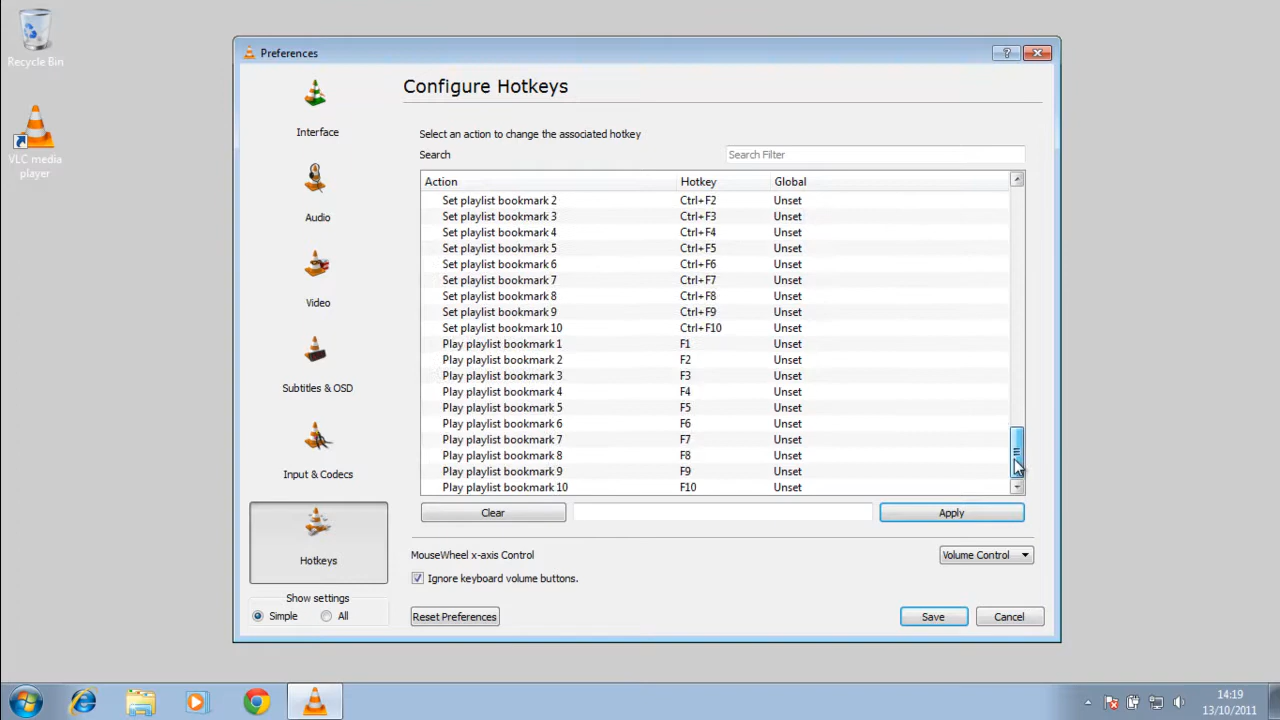 Recycle Bin
VLC media
player
Preferences
Interface
Audio
Video
Subtitles & OSD
Input & Codecs
Hotkeys
Show settings
Simple
All
Configure Hotkeys
Select an action to change the associated hotkey
Search
Search Filter
Action Hotkey Global
Set playlist bookmark 2 Ctrl+F2 Unset
Set playlist bookmark 3 Ctrl+F3 Unset
Set playlist bookmark 4 Ctrl+F4 Unset
Set playlist bookmark 5 Ctrl+F5 Unset
Set playlist bookmark 6 Ctrl+F6 Unset
Set playlist bookmark 7 Ctrl+F7 Unset
Set playlist bookmark 8 Ctrl+F8 Unset
Set playlist bookmark 9 Ctrl+F9 Unset
Set playlist bookmark 10 Ctrl+F10 Unset
Play playlist bookmark 1 F1 Unset
Play playlist bookmark 2 F2 Unset
Play playlist bookmark 3 F3 Unset
Play playlist bookmark 4 F4 Unset
Play playlist bookmark 5 F5 Unset
Play playlist bookmark 6 F6 Unset
Play playlist bookmark 7 F7 Unset
Play playlist bookmark 8 F8 Unset
Play playlist bookmark 9 F9 Unset
Play playlist bookmark 10 F10 Unset
Clear
Apply
MouseWheel x-axis Control
Volume Control
Ignore keyboard volume buttons.
Reset Preferences
Save
Cancel
14:19
13/10/2011